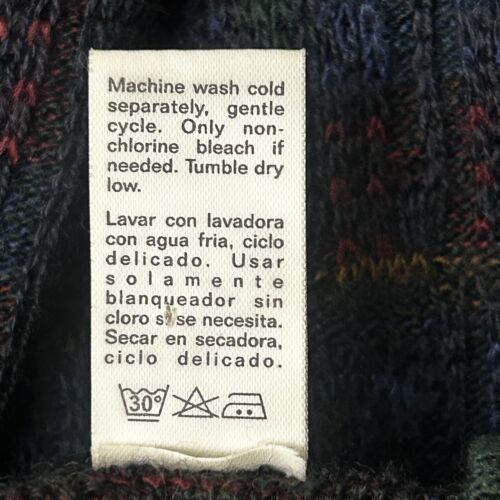 Machine wash cold
separately, gentle
cycle. Only non-
chlorine bleach if
needed. Tumble dry
low.
Lavar con lavadora
con agua fria, ciclo
delicado. Usar
solamente
blanqueador sin
cloro si se necesita.
Secar en secadora,
ciclo delicado.
30°